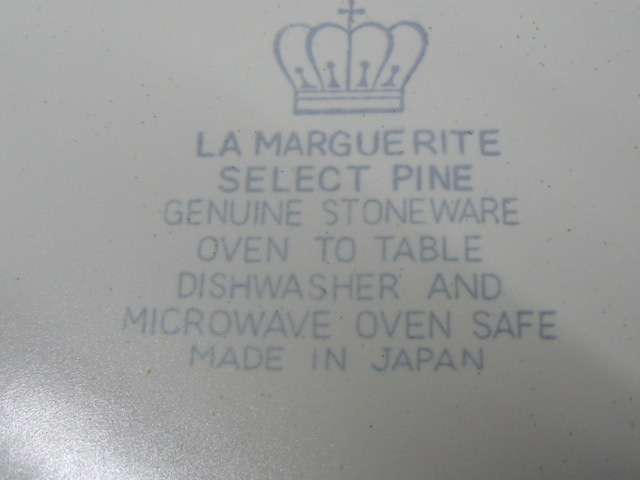 LA MARGUERITE
SELECT PINE
GENUINE STONEWARE
OVEN TO TABLE
DISHWASHER AND
MICROWAVE OVEN SAFE
MADE IN JAPAN